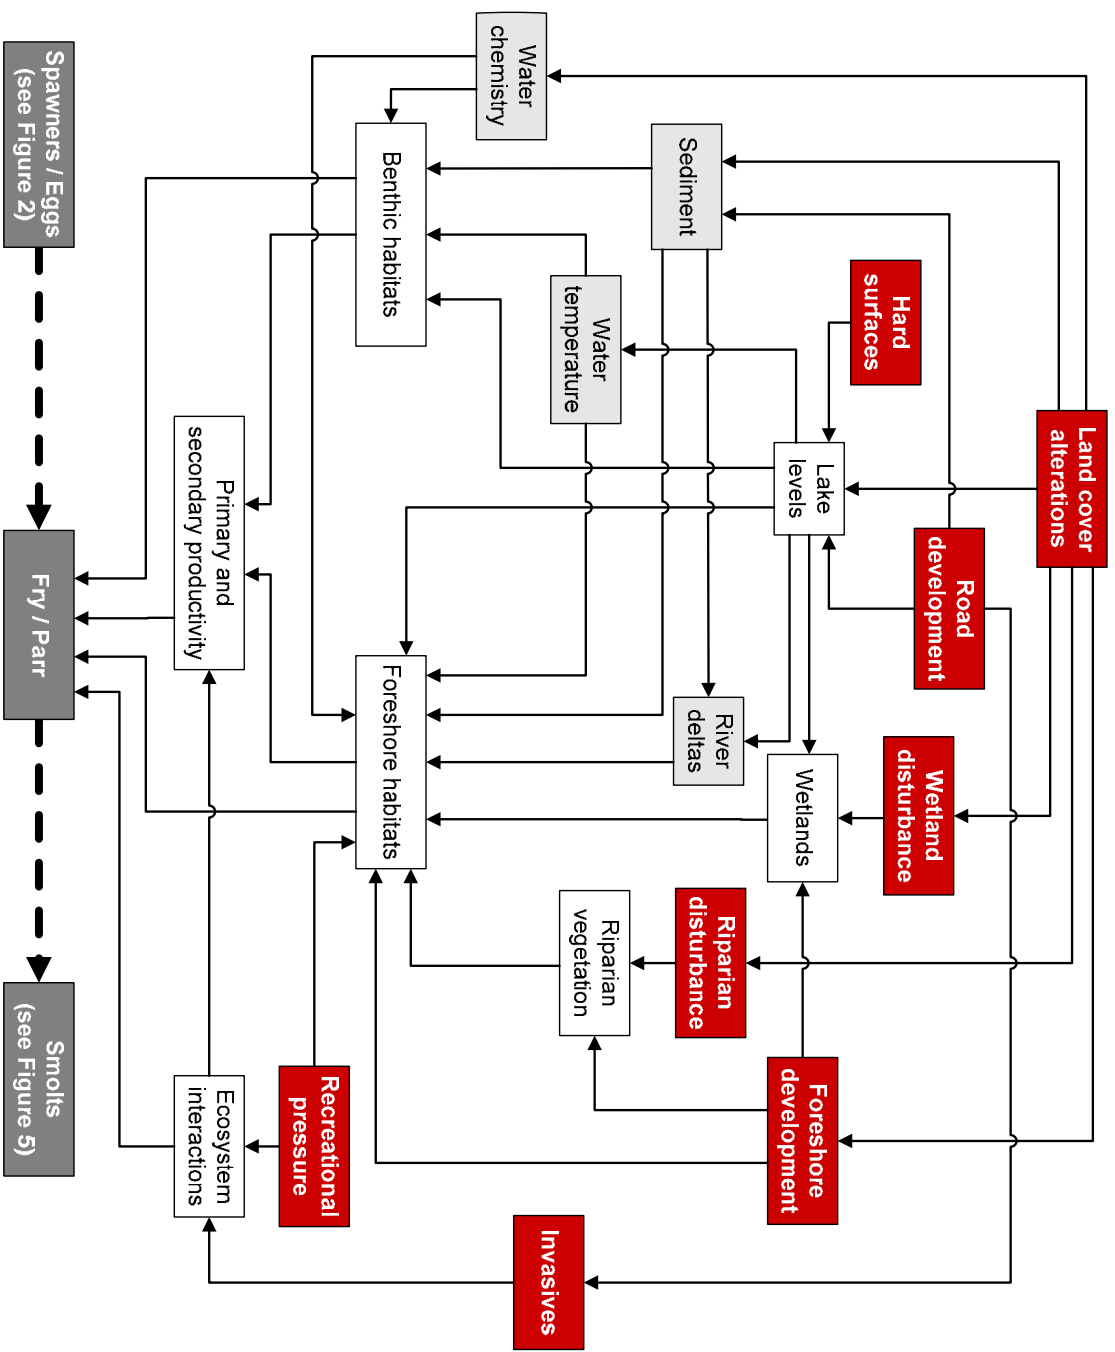 Land cover
alterations
Road
development
Hard
surfaces
Wetland
disturbance
Foreshore
development
Lake
levels
Wetlands
Sediment
River
deltas
Riparian
disturbance
Water
temperature
Riparian
vegetation
Water
chemistry
Invasives
Benthic habitats
Foreshore habitats
Recreational
pressure
Primary and
secondary productivity
Ecosystem
interactions
Spawners / Eggs
(see Figure 2)
Fry / Parr
Smolts
(see Figure 5)